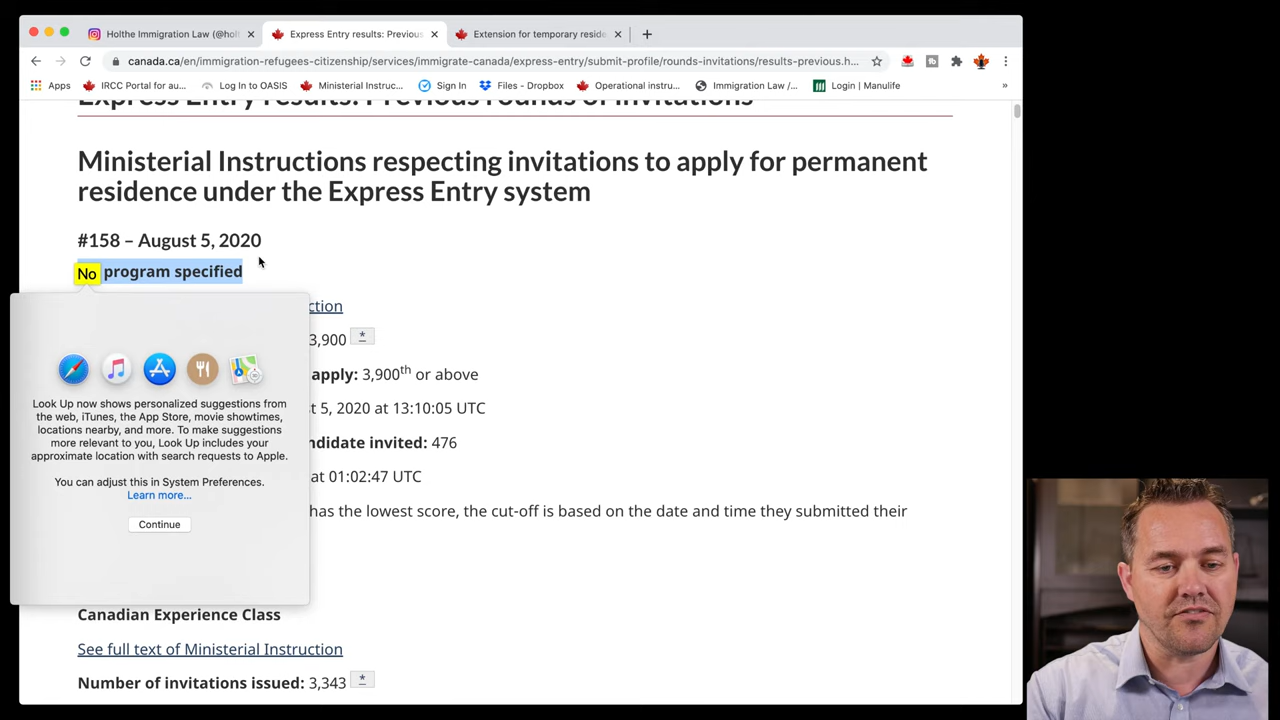 Holthe Immigration Law (@holt
Express Entry results: Previous
Extension for temporary reside
canada.ca/en/immigration-refugees-citizenship/services/immigrate-canada/express-entry/submit-profile/rounds-invitations/results-previous.h...
Apps
IRCC Portal for au...
Log In to OASIS
Ministerial Instruc...
Sign In
Files - Dropbox
Operational instru...
Immigration Law /...
Login | Manulife
»
Express Entry results: Previous rounds of invitations
Ministerial Instructions respecting invitations to apply for permanent
residence under the Express Entry system
#158 – August 5, 2020
No program specified
ction
3,900 *
apply: 3,900th or above
t 5, 2020 at 13:10:05 UTC
ndidate invited: 476
at 01:02:47 UTC
has the lowest score, the cut-off is based on the date and time they submitted their
Look Up now shows personalized suggestions from
the web, iTunes, the App Store, movie showtimes,
locations nearby, and more. To make suggestions
more relevant to you, Look Up includes your
approximate location with search requests to Apple.
You can adjust this in System Preferences.
Learn more...
Continue
Canadian Experience Class
See full text of Ministerial Instruction
Number of invitations issued: 3,343 *